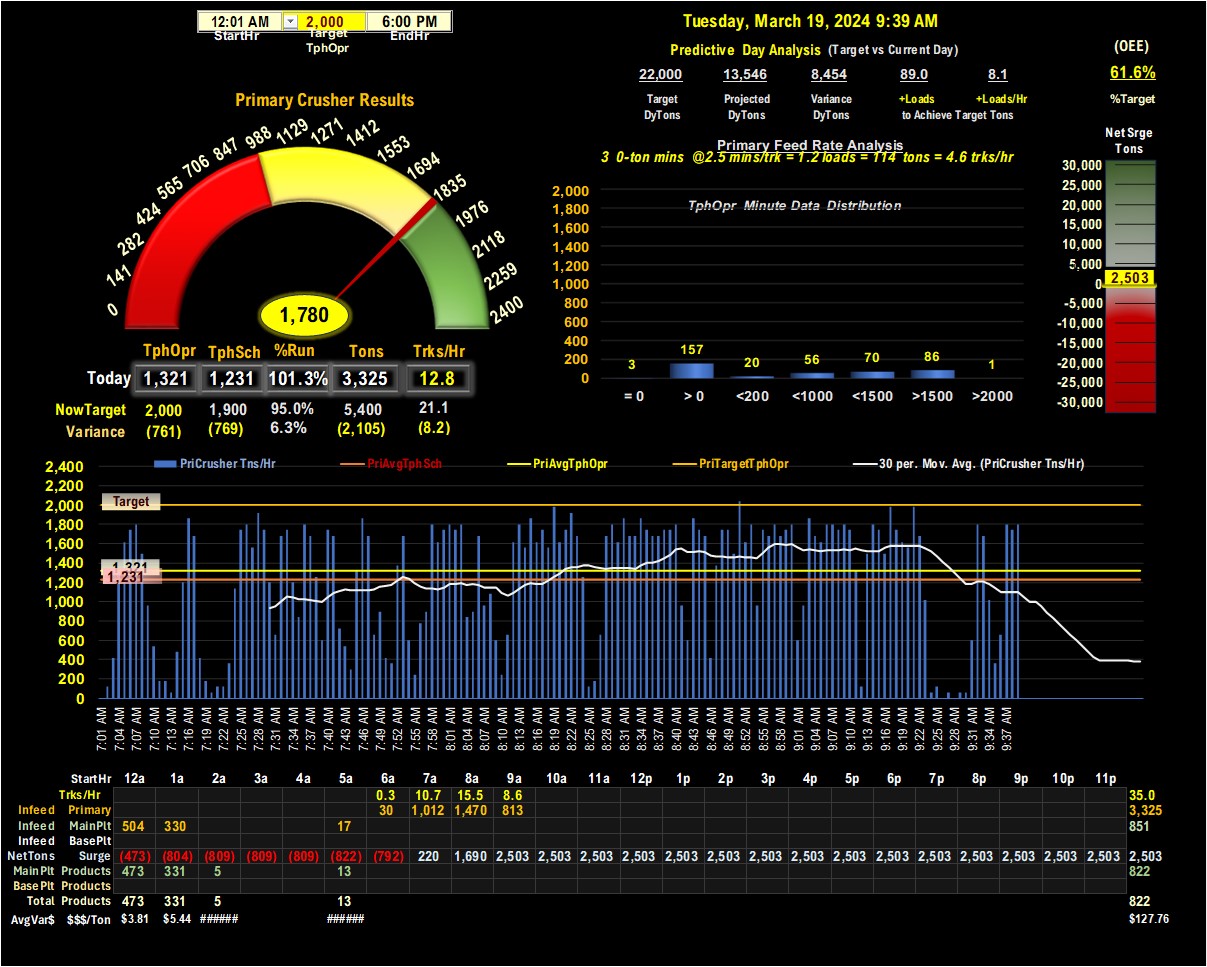 12:01 AM 2,000 6:00 PM
StartHr Target TphOpr EndHr
Tuesday, March 19, 2024 9:39 AM
Predictive Day Analysis (Target vs Current Day)
22,000 13,546 8,454 89.0 8.1
Target DyTons Projected DyTons Variance DyTons +Loads +Loads/Hr
to Achieve Target Tons
(OEE)
61.6%
%Target
Primary Crusher Results
0 141 282 424 565 706 847 988 1129 1271 1412 1553 1694 1835 1976 2118 2259 2400
1,780
TphOpr TphSch %Run Tons Trks/Hr
Today 1,321 1,231 101.3% 3,325 12.8
NowTarget 2,000 1,900 95.0% 5,400 21.1
Variance (761) (769) 6.3% (2,105) (8.2)
Primary Feed Rate Analysis
3 0-ton mins @2.5 mins/trk = 1.2 loads = 114 tons = 4.6 trks/hr
TphOpr Minute Data Distribution
2,000
1,800
1,600
1,400
1,200
1,000
800
600
400
200
0
3 157 20 56 70 86 1
= 0 > 0 <200 <1000 <1500 >1500 >2000
Net Srge
Tons
30,000
25,000
20,000
15,000
10,000
5,000
0 2,503
-5,000
-10,000
-15,000
-20,000
-25,000
-30,000
PriCrusher Tns/Hr PriAvgTphSch PriAvgTphOpr PriTargetTphOpr 30 per. Mov. Avg. (PriCrusher Tns/Hr)
2,400
2,200
2,000
1,800
1,600
1,400
1,200
1,000
800
600
400
200
0
Target
1,321
1,231
7:01 AM 7:04 AM 7:07 AM 7:10 AM 7:13 AM 7:16 AM 7:19 AM 7:22 AM 7:25 AM 7:28 AM 7:31 AM 7:34 AM 7:37 AM 7:40 AM 7:43 AM 7:46 AM 7:49 AM 7:52 AM 7:55 AM 7:58 AM 8:01 AM 8:04 AM 8:07 AM 8:10 AM 8:13 AM 8:16 AM 8:19 AM 8:22 AM 8:25 AM 8:28 AM 8:31 AM 8:34 AM 8:37 AM 8:40 AM 8:43 AM 8:46 AM 8:49 AM 8:52 AM 8:55 AM 8:58 AM 9:01 AM 9:04 AM 9:07 AM 9:10 AM 9:13 AM 9:16 AM 9:19 AM 9:22 AM 9:25 AM 9:28 AM 9:31 AM 9:34 AM 9:37 AM
StartHr 12a 1a 2a 3a 4a 5a 6a 7a 8a 9a 10a 11a 12p 1p 2p 3p 4p 5p 6p 7p 8p 9p 10p 11p
Trks/Hr 0.3 10.7 15.5 8.6 35.0
Infeed Primary 30 1,012 1,470 813 3,325
Infeed MainPlt 504 330 17 851
Infeed BasePlt
NetTons Surge (473) (804) (809) (809) (809) (822) (792) 220 1,690 2,503 2,503 2,503 2,503 2,503 2,503 2,503 2,503 2,503 2,503 2,503 2,503 2,503 2,503 2,503 2,503
MainPlt Products 473 331 5 13 822
BasePlt Products
Total Products 473 331 5 13 822
AvgVar$ $$$/Ton $3.81 $5.44 ###### ###### $127.76